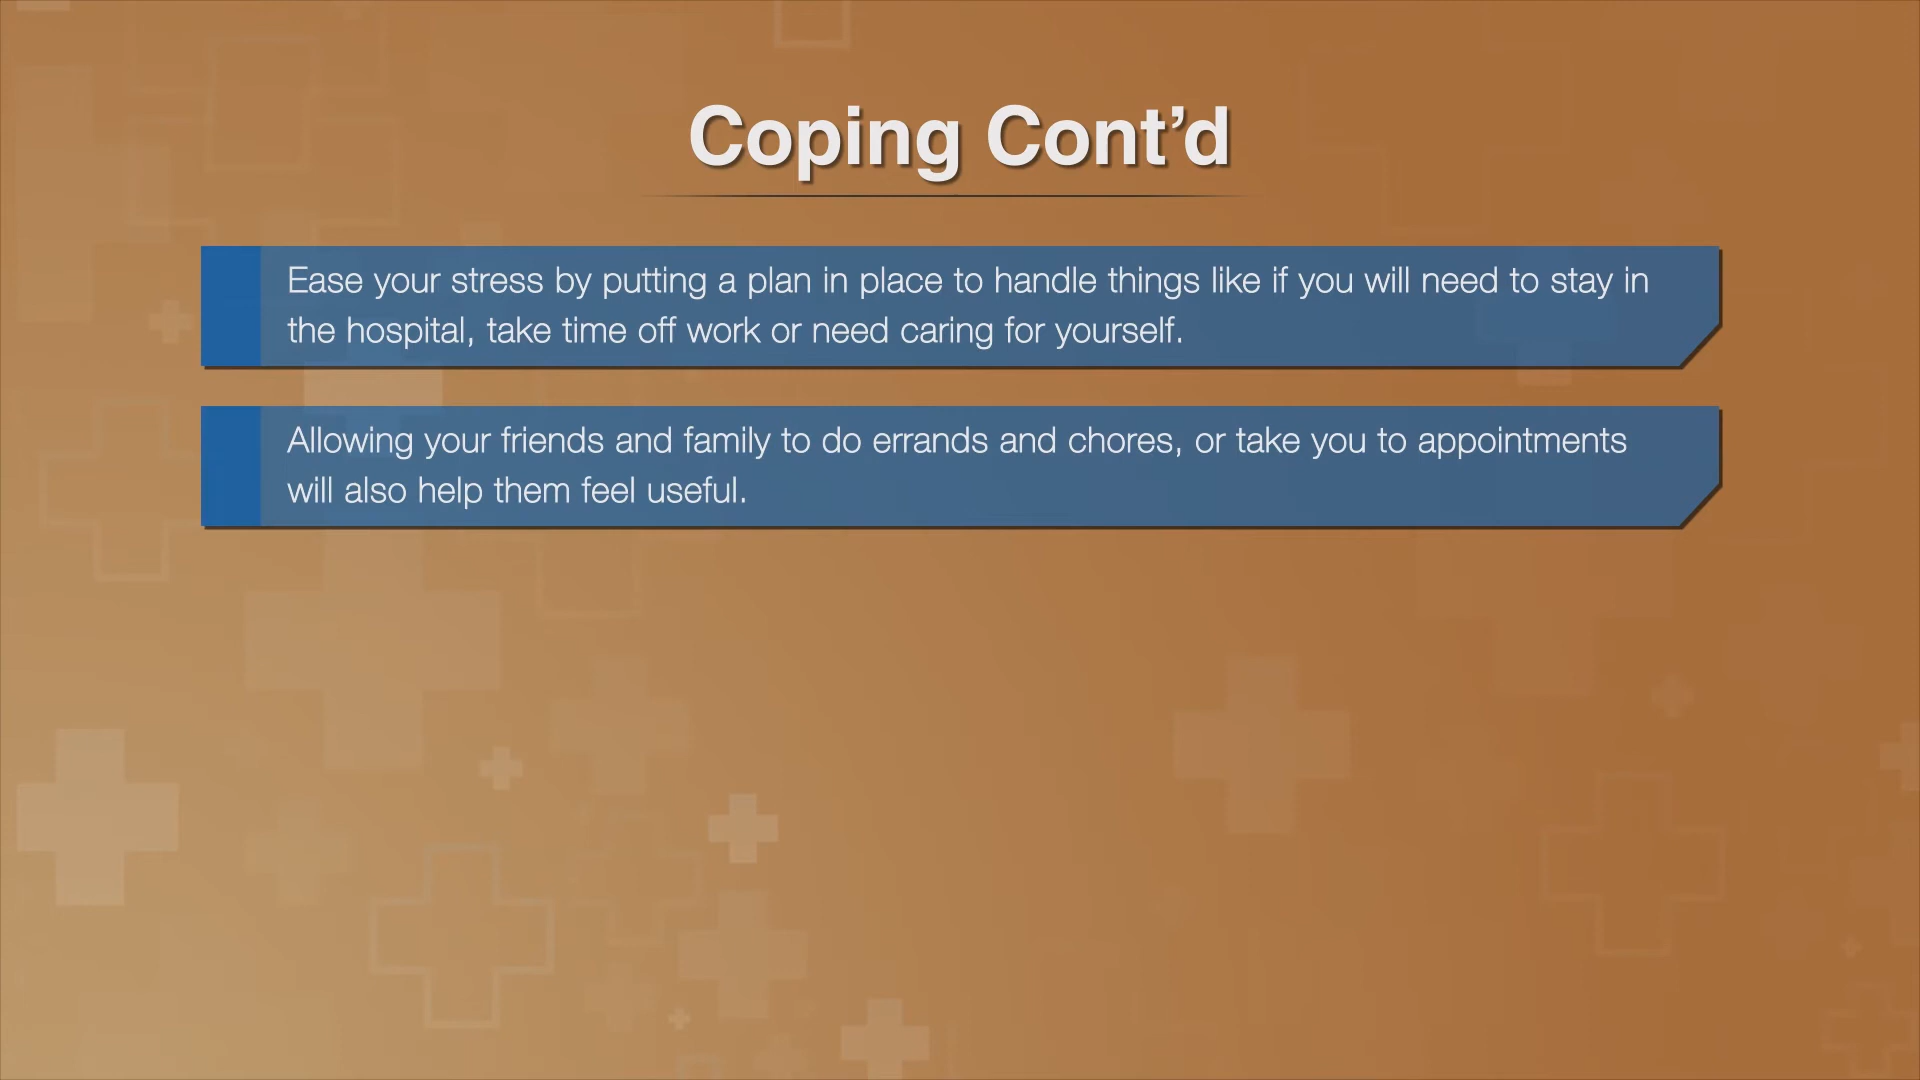 Coping Cont’d
Ease your stress by putting a plan in place to handle things like if you will need to stay in
the hospital, take time off work or need caring for yourself.
Allowing your friends and family to do errands and chores, or take you to appointments
will also help them feel useful.